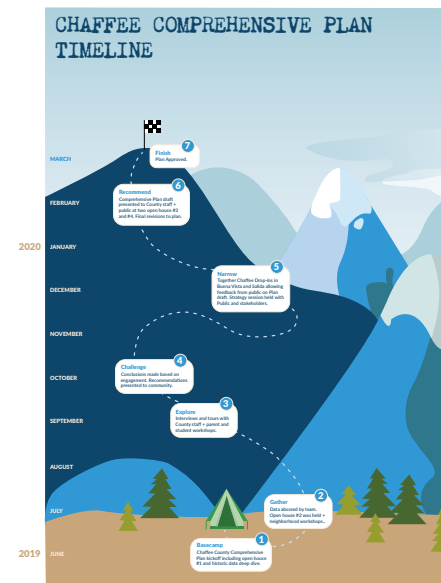 CHAFFEE COMPREHENSIVE PLAN
TIMELINE
MARCH
7
Finish
Plan Approved.
6
Recommend
Comprehensive Plan draft
presented to County staff +
public at two open house #3
and #4. Final revisions to plan.
FEBRUARY
2020
JANUARY
5
Narrow
Together Chaffee Drop-ins in
Buena Vista and Salida allowing
feedback from public on Plan
draft. Strategy session held with
Public and stakeholders.
DECEMBER
NOVEMBER
4
Challenge
Conclusions made based on
engagement. Recommendations
presented to community.
OCTOBER
3
Explore
Interviews and tours with
County staff + parent and
student workshops.
SEPTEMBER
AUGUST
2
Gather
Data absored by team.
Open house #2 was held +
neighborhood workshops.
JULY
1
Basecamp
Chaffee County Comprehensive
Plan kickoff including open house
#1 and historic data deep dive.
2019
JUNE